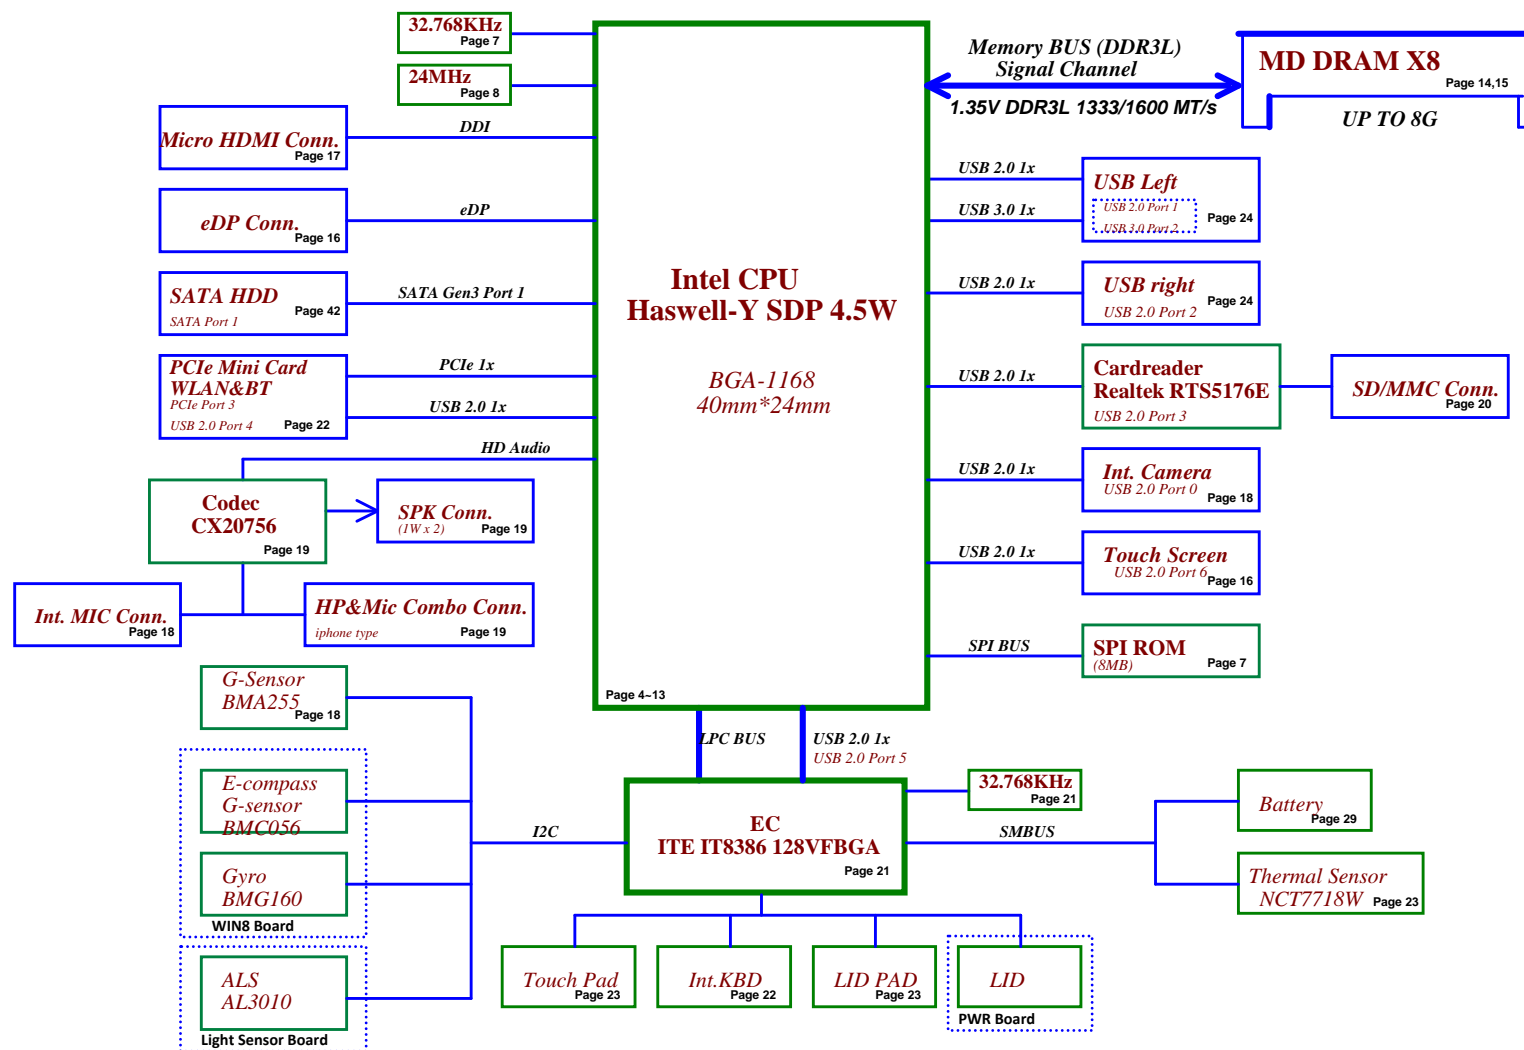 32.768KHz
Page 7
24MHz
Page 8
Memory BUS (DDR3L)
Signal Channel
1.35V DDR3L 1333/1600 MT/s
MD DRAM X8
Page 14,15
UP TO 8G
Micro HDMI Conn.
Page 17
DDI
eDP Conn.
Page 16
eDP
SATA HDD
SATA Port 1
Page 42
SATA Gen3 Port 1
PCIe Mini Card
WLAN&BT
PCIe Port 3
USB 2.0 Port 4
Page 22
PCIe 1x
USB 2.0 1x
HD Audio
Intel CPU
Haswell-Y SDP 4.5W
BGA-1168
40mm*24mm
Page 4~13
USB 2.0 1x
USB 3.0 1x
USB Left
USB 2.0 Port 1
USB 3.0 Port 2
Page 24
USB 2.0 1x
USB right
USB 2.0 Port 2
Page 24
USB 2.0 1x
Cardreader
Realtek RTS5176E
USB 2.0 Port 3
SD/MMC Conn.
Page 20
USB 2.0 1x
Int. Camera
USB 2.0 Port 0
Page 18
USB 2.0 1x
Touch Screen
USB 2.0 Port 6
Page 16
SPI BUS
SPI ROM
(8MB)
Page 7
Codec
CX20756
Page 19
SPK Conn.
(1W x 2)
Page 19
Int. MIC Conn.
Page 18
HP&Mic Combo Conn.
iphone type
Page 19
G-Sensor
BMA255
Page 18
E-compass
G-sensor
BMC056
Gyro
BMG160
WIN8 Board
ALS
AL3010
Light Sensor Board
I2C
LPC BUS
USB 2.0 1x
USB 2.0 Port 5
EC
ITE IT8386 128VFBGA
Page 21
32.768KHz
Page 21
SMBUS
Battery
Page 29
Thermal Sensor
NCT7718W
Page 23
Touch Pad
Page 23
Int.KBD
Page 22
LID PAD
Page 23
LID
PWR Board